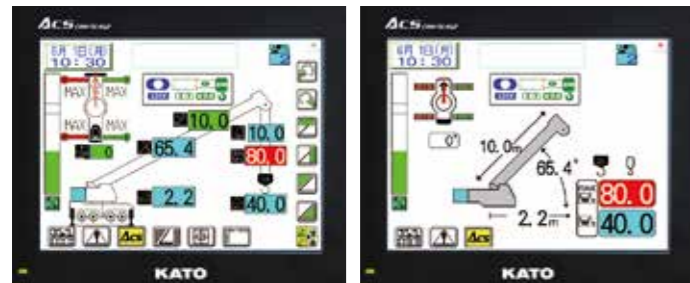 ACS
6月 1日(月)
10:30
2
MAX MAX
MAX MAX
0
10.0
65.4
10.0
80.0
2.2
40.0
Acs
KATO
ACS
6月 1日(月)
10:30
2
0°
10.0m
65.4°
2.2m
80.0
40.0
Acs
KATO